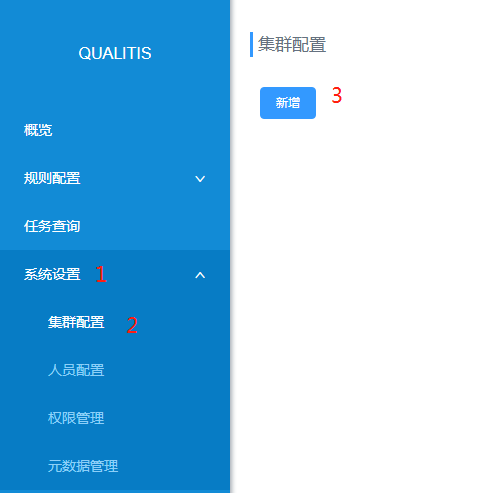 QUALITIS
概览
规则配置
任务查询
系统设置 1
集群配置 2
人员配置
权限管理
元数据管理
集群配置
新增 3